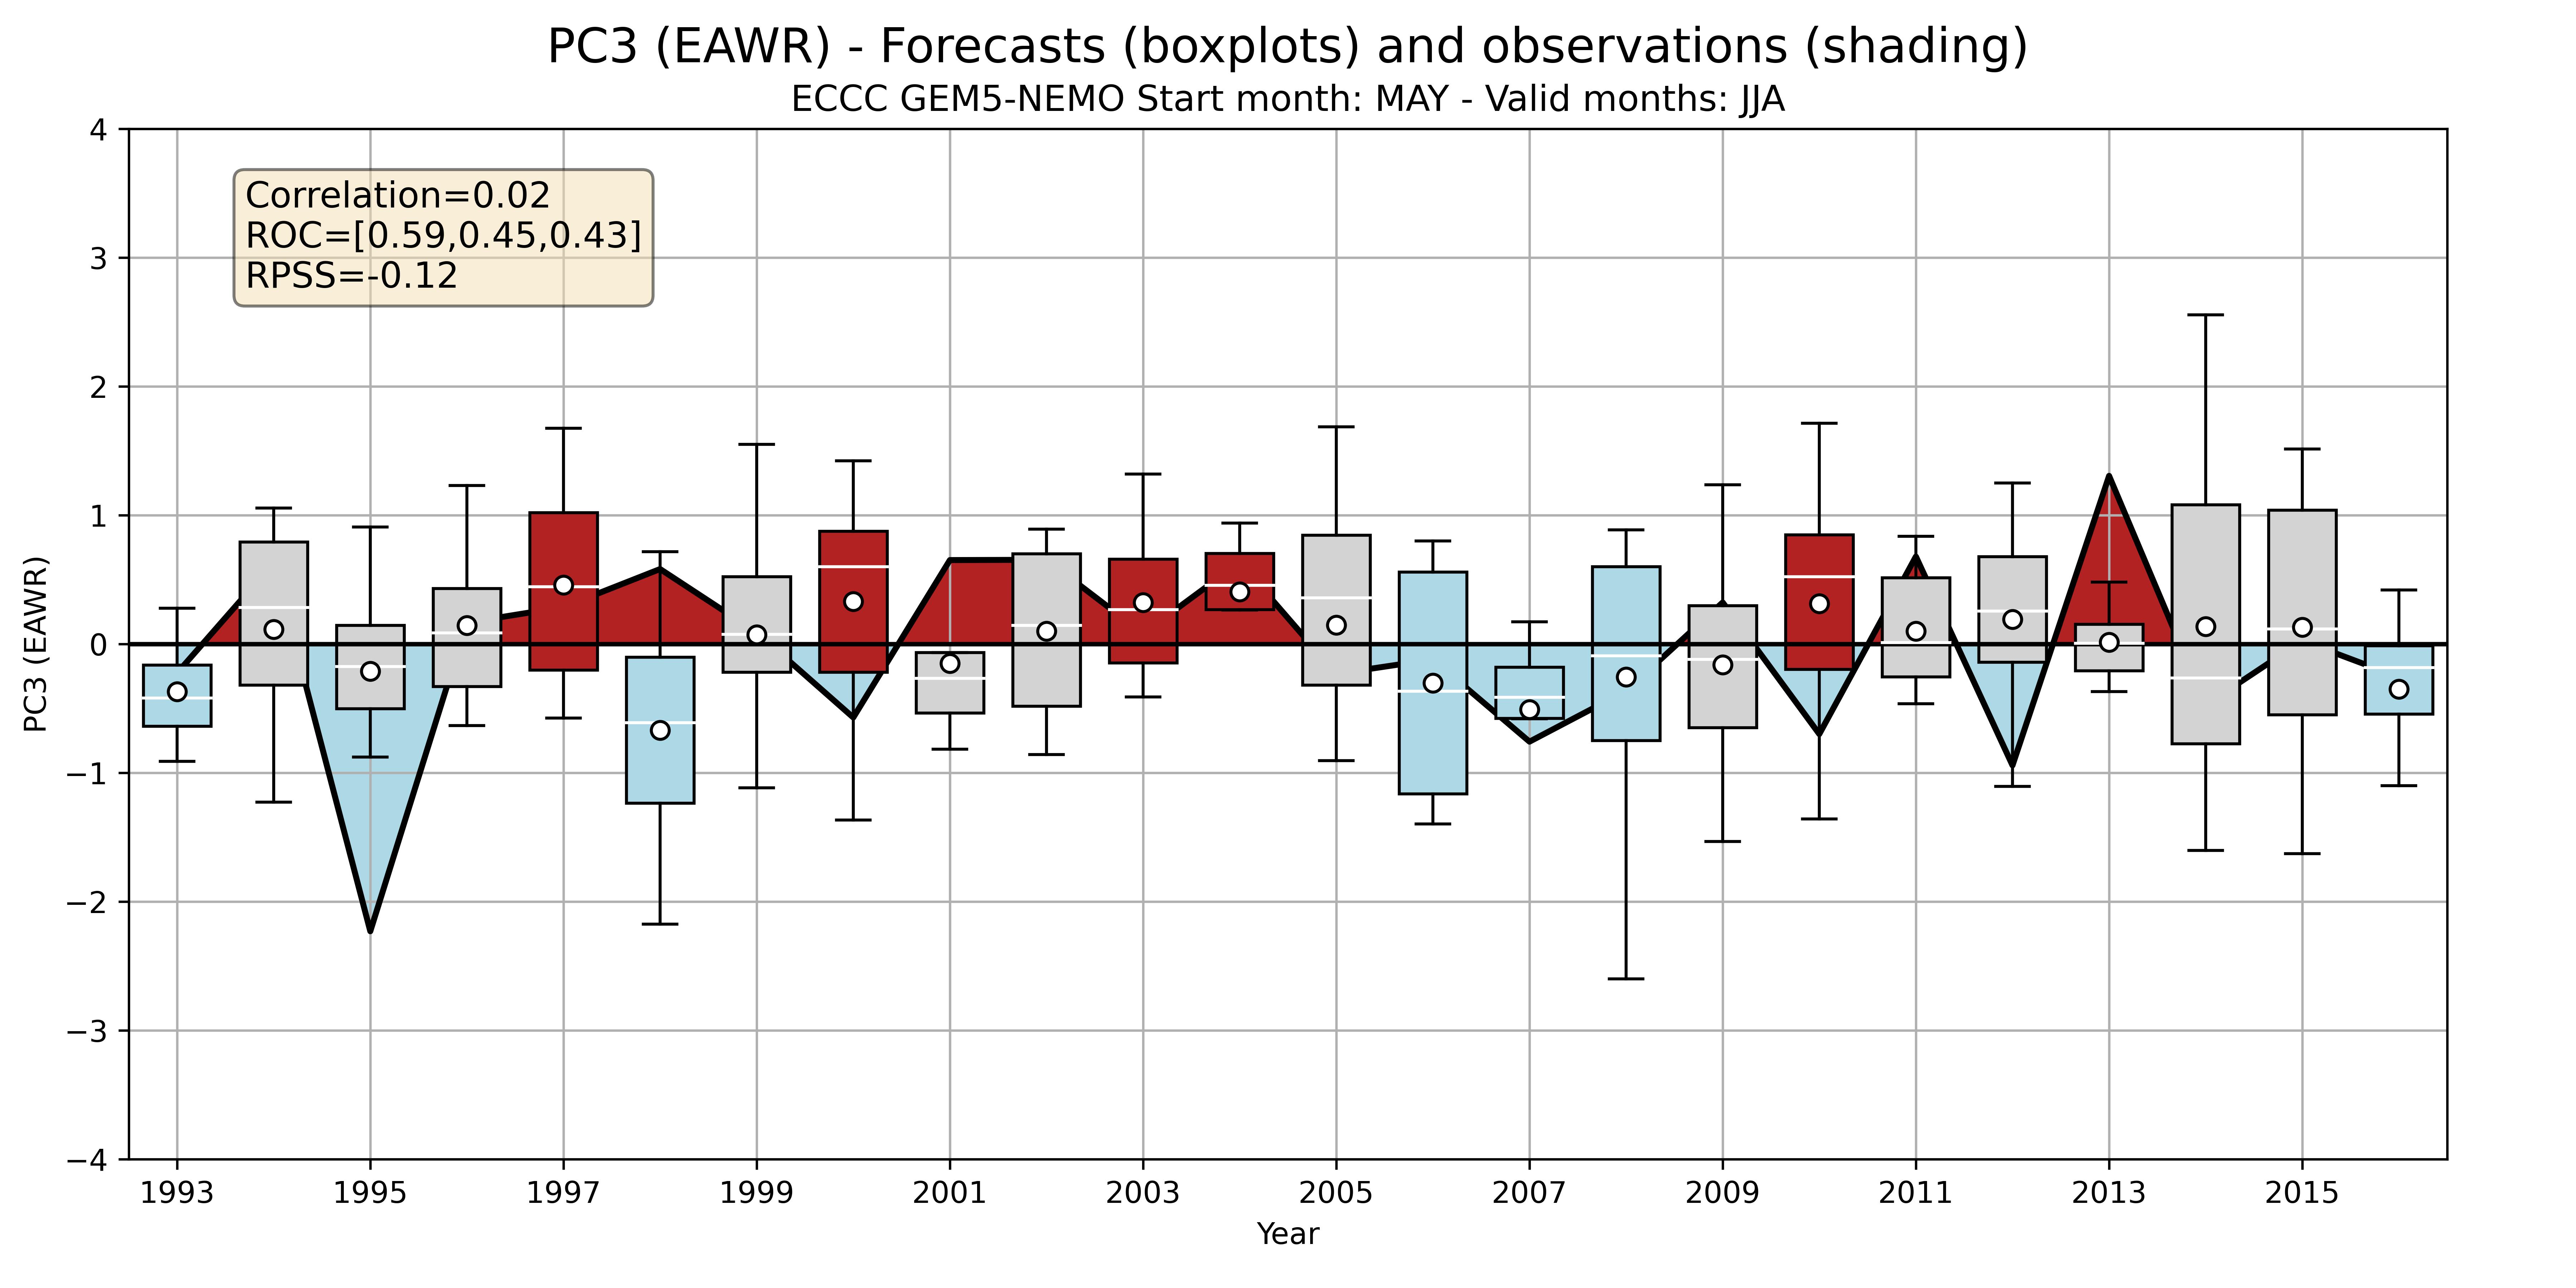 PC3 (EAWR) - Forecasts (boxplots) and observations (shading)
ECCC GEM5-NEMO Start month: MAY - Valid months: JJA
Correlation=0.02
ROC=[0.59,0.45,0.43]
RPSS=-0.12
PC3 (EAWR)
4
3
2
1
0
−1
−2
−3
−4
1993 1995 1997 1999 2001 2003 2005 2007 2009 2011 2013 2015
Year